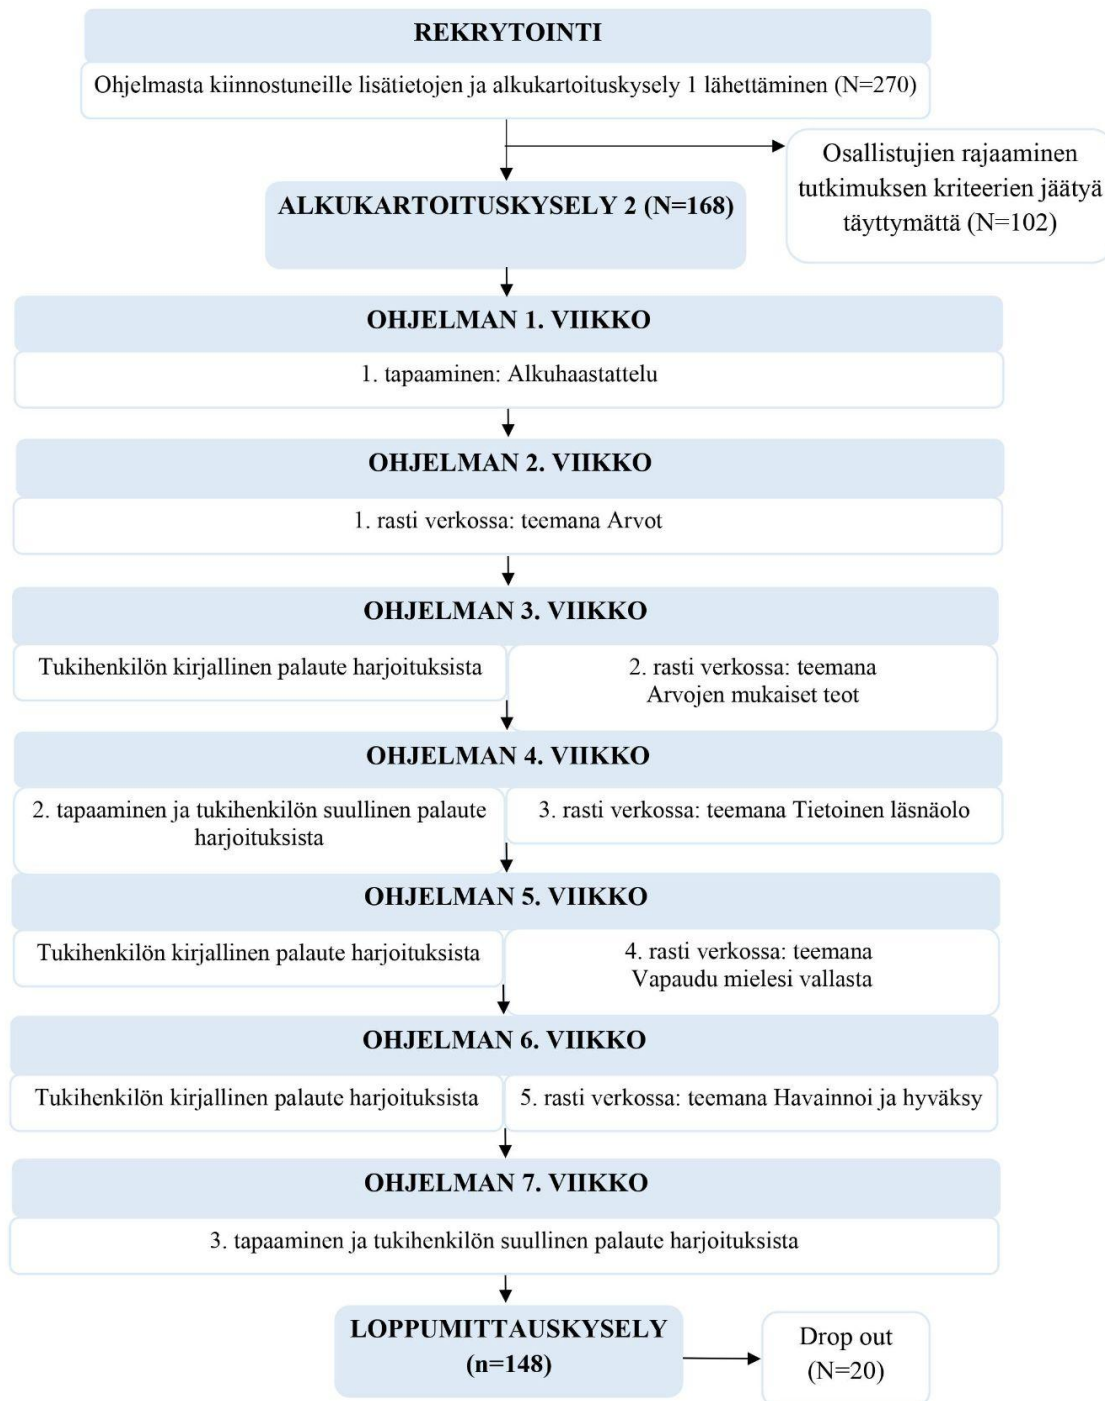 REKRYTOINTI
Ohjelmasta kiinnostuneille lisätietojen ja alkukartoituskysely 1 lähettäminen (N=270)
Osallistujien rajaaminen
tutkimuksen kriteerien jäätyä
täyttymättä (N=102)
ALKUKARTOITUSKYSELY 2 (N=168)
OHJELMAN 1. VIIKKO
1. tapaaminen: Alkuhaastattelu
OHJELMAN 2. VIIKKO
1. rasti verkossa: teemana Arvot
OHJELMAN 3. VIIKKO
Tukihenkilön kirjallinen palaute harjoituksista
2. rasti verkossa: teemana
Arvojen mukaiset teot
OHJELMAN 4. VIIKKO
2. tapaaminen ja tukihenkilön suullinen palaute
harjoituksista
3. rasti verkossa: teemana Tietoinen läsnäolo
OHJELMAN 5. VIIKKO
Tukihenkilön kirjallinen palaute harjoituksista
4. rasti verkossa: teemana
Vapaudu mielesi vallasta
OHJELMAN 6. VIIKKO
Tukihenkilön kirjallinen palaute harjoituksista
5. rasti verkossa: teemana Havainnoi ja hyväksy
OHJELMAN 7. VIIKKO
3. tapaaminen ja tukihenkilön suullinen palaute harjoituksista
LOPPUMITTAUSKYSELY
(n=148)
Drop out
(N=20)